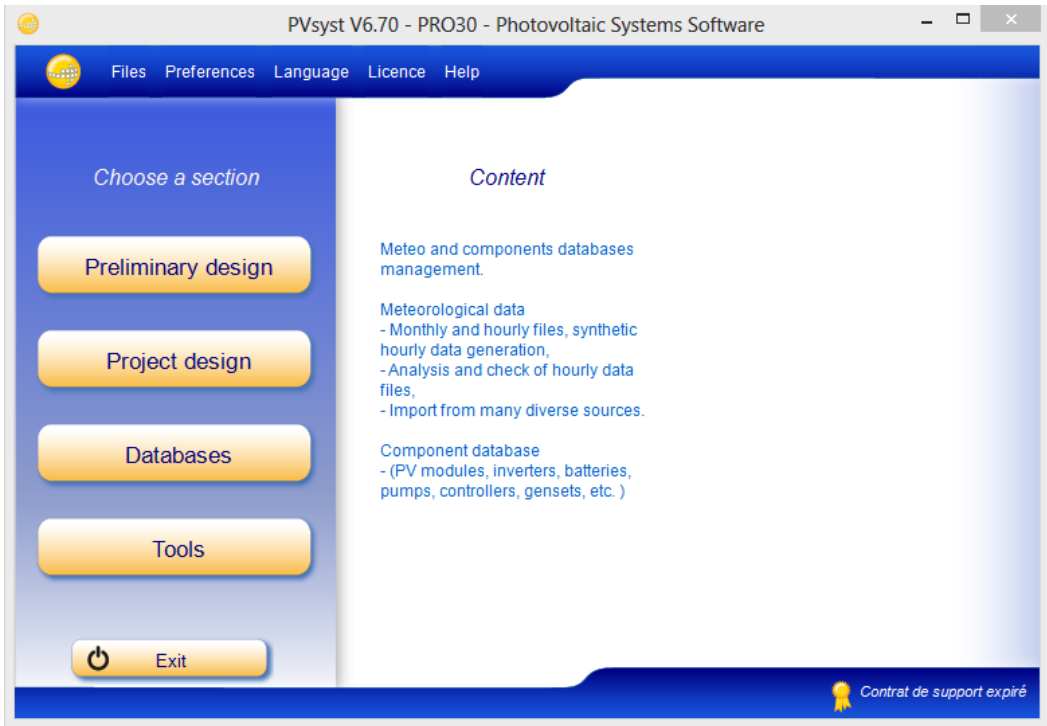 PVsyst V6.70 - PRO30 - Photovoltaic Systems Software
Files Preferences Language Licence Help
Choose a section
Preliminary design
Project design
Databases
Tools
Exit
Content
Meteo and components databases
management.
Meteorological data
- Monthly and hourly files, synthetic
hourly data generation,
- Analysis and check of hourly data
files,
- Import from many diverse sources.
Component database
- (PV modules, inverters, batteries,
pumps, controllers, gensets, etc. )
Contrat de support expiré